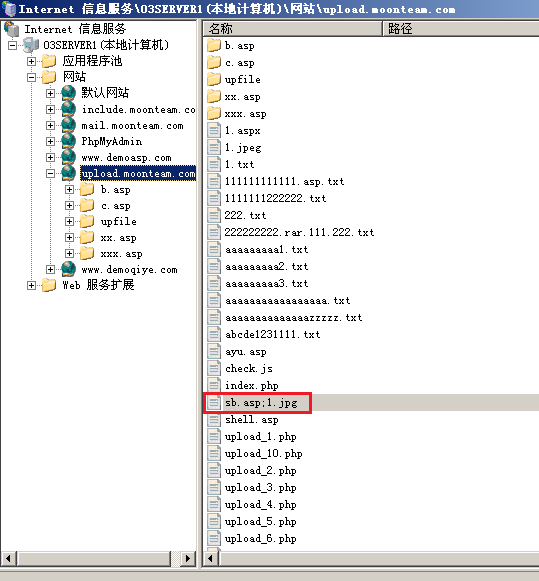 Internet 信息服务\03SERVER1(本地计算机)\网站\upload.moonteam.com
Internet 信息服务
03SERVER1(本地计算机)
应用程序池
网站
默认网站
include.moonteam.co
mail.moonteam.com
PhpMyAdmin
www.demoasp.com
upload.moonteam.com
b.asp
c.asp
upfile
xx.asp
xxx.asp
www.demoqiye.com
Web 服务扩展
名称 路径
b.asp
c.asp
upfile
xx.asp
xxx.asp
1.aspx
1.jpeg
1.txt
111111111111.asp.txt
1111111222222.txt
222.txt
222222222.rar.111.222.txt
aaaaaaaaa1.txt
aaaaaaaaa2.txt
aaaaaaaaa3.txt
aaaaaaaaaaaaaaaaa.txt
aaaaaaaaaaaaazzzzz.txt
abcde1231111.txt
ayu.asp
check.js
index.php
sb.asp;1.jpg
shell.asp
upload_1.php
upload_10.php
upload_2.php
upload_3.php
upload_4.php
upload_5.php
upload_6.php